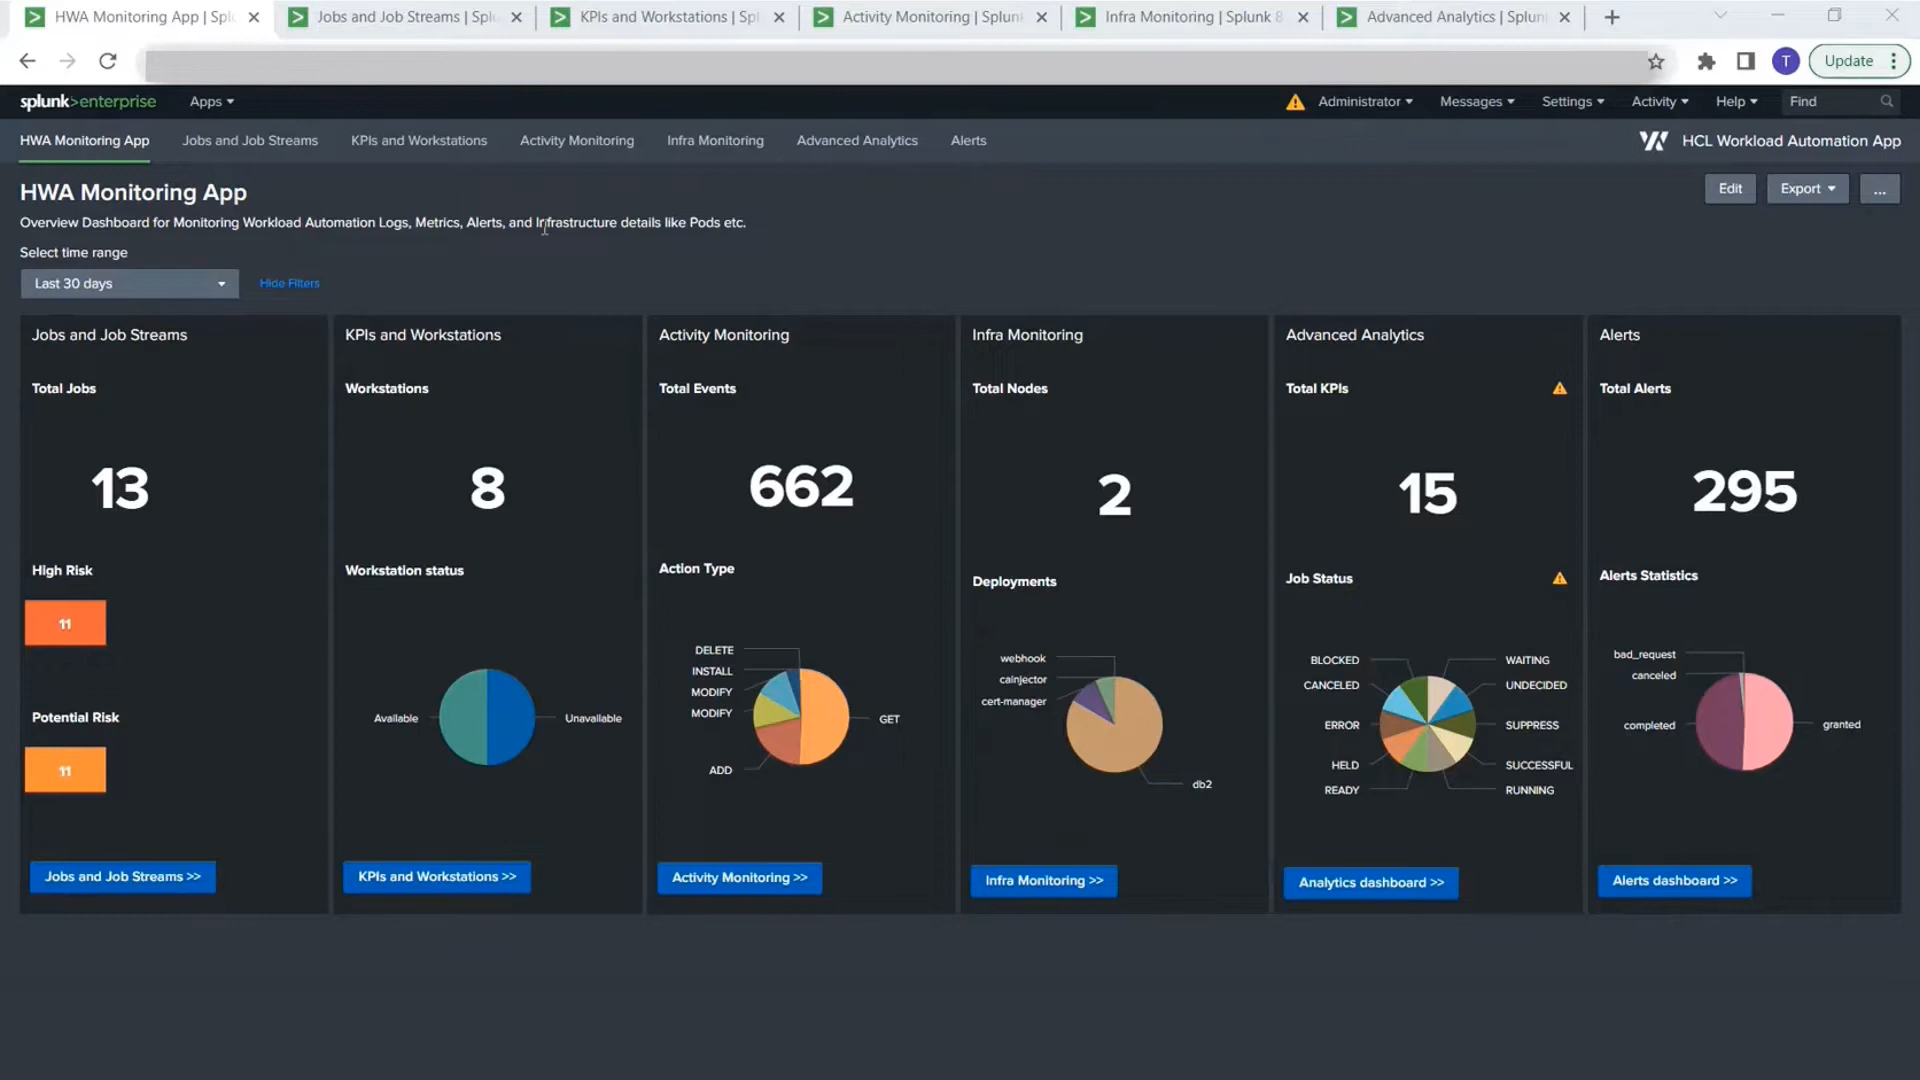 HWA Monitoring App | Spl
Jobs and Job Streams | Spl
KPIs and Workstations | Spl
Activity Monitoring | Splunk
Infra Monitoring | Splunk 8
Advanced Analytics | Splun
T
Update
splunk>enterprise
Apps
Administrator
Messages
Settings
Activity
Help
Find
HWA Monitoring App
Jobs and Job Streams
KPIs and Workstations
Activity Monitoring
Infra Monitoring
Advanced Analytics
Alerts
HCL Workload Automation App
HWA Monitoring App
Edit
Export
...
Overview Dashboard for Monitoring Workload Automation Logs, Metrics, Alerts, and Infrastructure details like Pods etc.
Select time range
Last 30 days
Hide Filters
Jobs and Job Streams
Total Jobs
13
High Risk
11
Potential Risk
11
Jobs and Job Streams >>
KPIs and Workstations
Workstations
8
Workstation status
Available
Unavailable
KPIs and Workstations >>
Activity Monitoring
Total Events
662
Action Type
DELETE
INSTALL
MODIFY
MODIFY
GET
ADD
Activity Monitoring >>
Infra Monitoring
Total Nodes
2
Deployments
webhook
cainjector
cert-manager
db2
Infra Monitoring >>
Advanced Analytics
Total KPIs
15
Job Status
BLOCKED
WAITING
CANCELED
UNDECIDED
ERROR
SUPPRESS
HELD
SUCCESSFUL
READY
RUNNING
Analytics dashboard >>
Alerts
Total Alerts
295
Alerts Statistics
bad_request
canceled
completed
granted
Alerts dashboard >>